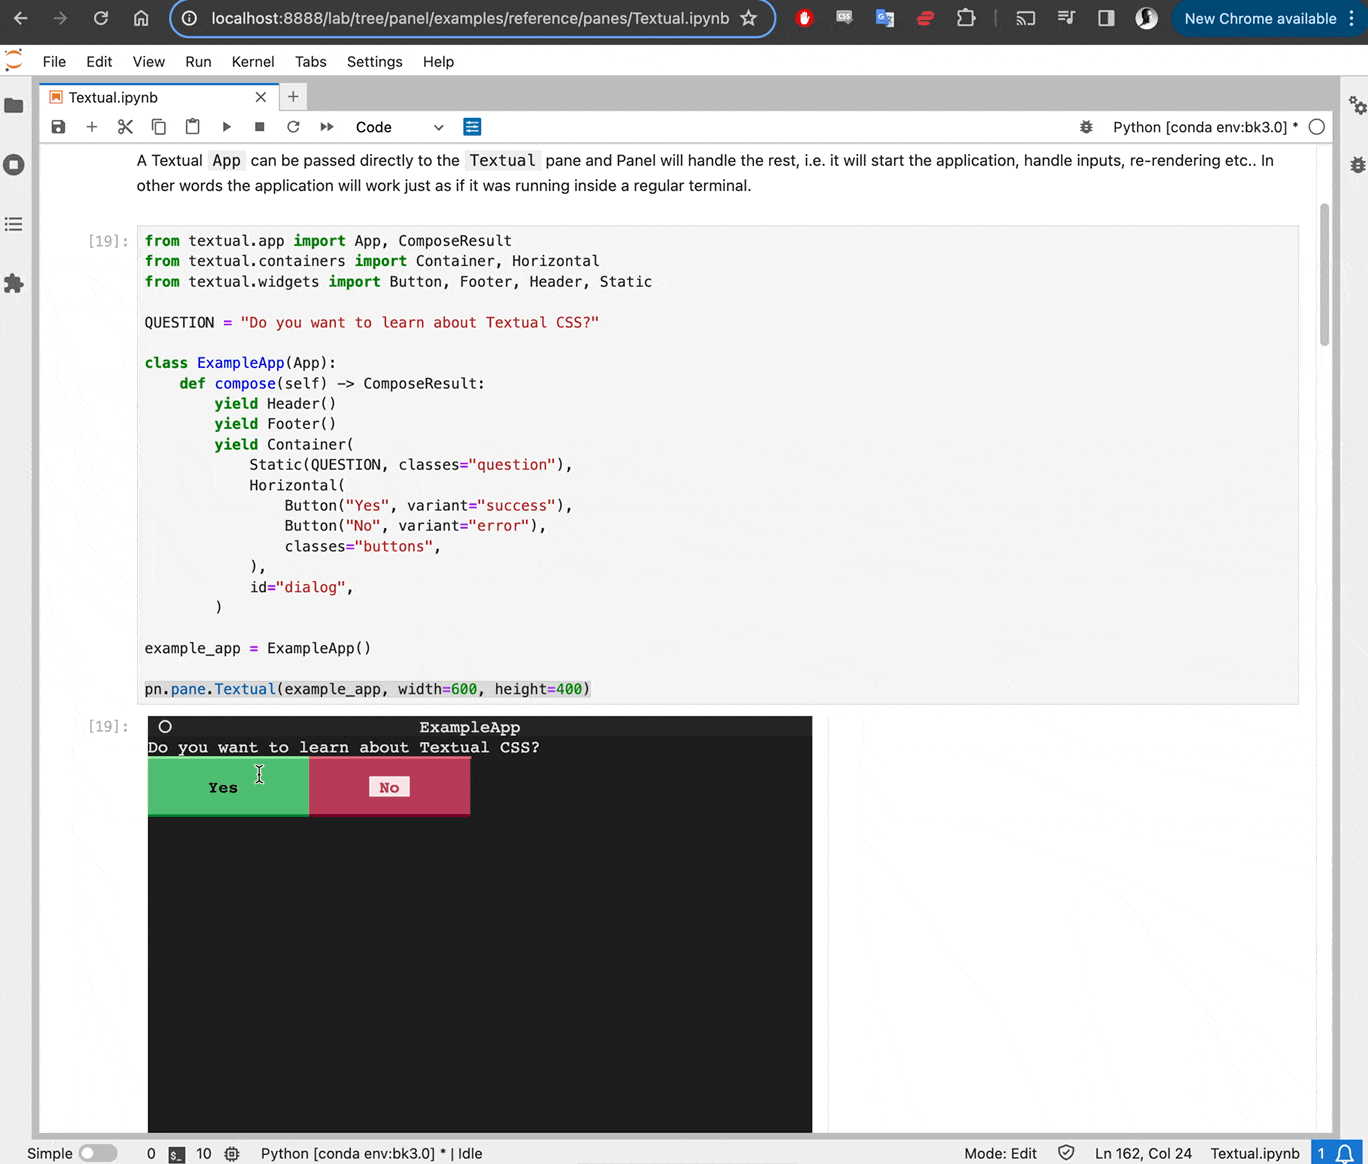 localhost:8888/lab/tree/panel/examples/reference/panes/Textual.ipynb
New Chrome available
File Edit View Run Kernel Tabs Settings Help
Textual.ipynb
Code
Python [conda env:bk3.0] *
A Textual App can be passed directly to the Textual pane and Panel will handle the rest, i.e. it will start the application, handle inputs, re-rendering etc.. In
other words the application will work just as if it was running inside a regular terminal.
[19]:
from textual.app import App, ComposeResult
from textual.containers import Container, Horizontal
from textual.widgets import Button, Footer, Header, Static
QUESTION = "Do you want to learn about Textual CSS?"
class ExampleApp(App):
    def compose(self) -> ComposeResult:
        yield Header()
        yield Footer()
        yield Container(
            Static(QUESTION, classes="question"),
            Horizontal(
                Button("Yes", variant="success"),
                Button("No", variant="error"),
                classes="buttons",
            ),
            id="dialog",
        )
example_app = ExampleApp()
pn.pane.Textual(example_app, width=600, height=400)
[19]:
ExampleApp
Do you want to learn about Textual CSS?
Yes No
Simple 0 $_ 10 Python [conda env:bk3.0] * | Idle Mode: Edit Ln 162, Col 24 Textual.ipynb 1